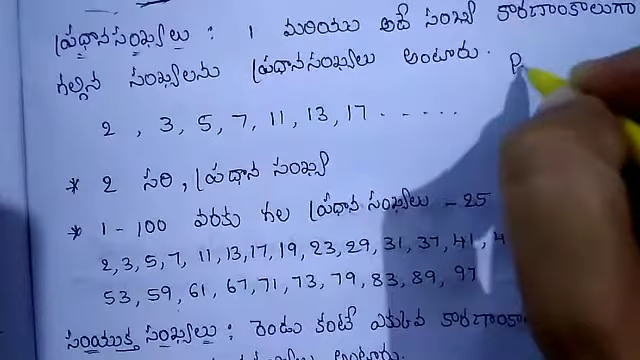 ప్రధానసంఖ్యలు : 1 మరియు అదే సంఖ్య కారణాంకాలుగా
గల్గిన సంఖ్యలను ప్రధానసంఖ్యలు అంటారు. P
2, 3, 5, 7, 11, 13, 17 . . . . . .
* 2 సరి, ప్రధాన సంఖ్య
* 1 - 100 వరకు గల ప్రధాన సంఖ్యలు - 25
2, 3, 5, 7, 11, 13, 17, 19, 23, 29, 31, 37, 41, 4
53, 59, 61, 67, 71, 73, 79, 83, 89, 97
సంయుక్త సంఖ్యలు : రెండు కంటే ఎక్కువ కారణాంకా
అంటారు.